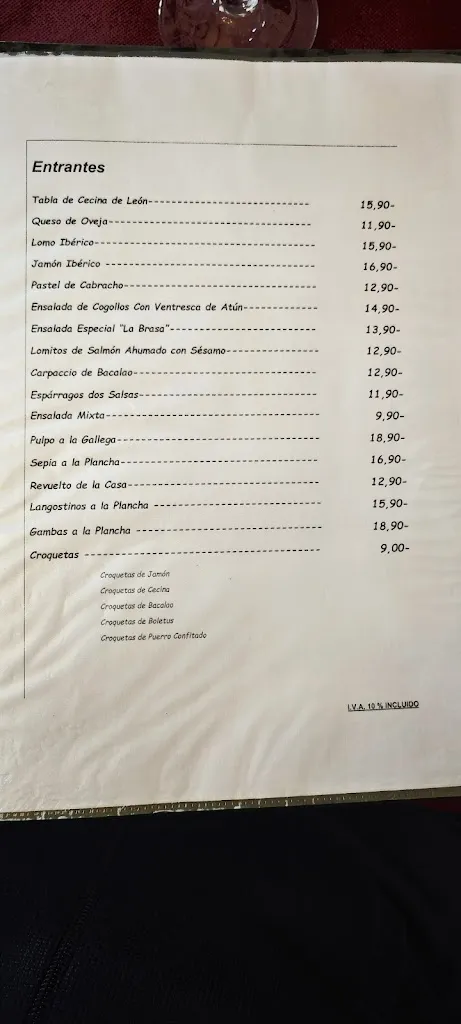 Entrantes
Tabla de Cecina de León------------------------------ 15,90-
Queso de Oveja-------------------------------------- 11,90-
Lomo Ibérico----------------------------------------- 15,90-
Jamón Ibérico --------------------------------------- 16,90-
Pastel de Cabracho----------------------------------- 12,90-
Ensalada de Cogollos Con Ventresca de Atún------------- 14,90-
Ensalada Especial "La Brasa"--------------------------- 13,90-
Lomitos de Salmón Ahumado con Sésamo---------------- 12,90-
Carpaccio de Bacalao--------------------------------- 12,90-
Espárragos dos Salsas-------------------------------- 11,90-
Ensalada Mixta--------------------------------------- 9,90-
Pulpo a la Gallega------------------------------------ 18,90-
Sepia a la Plancha------------------------------------ 16,90-
Revuelto de la Casa----------------------------------- 12,90-
Langostinos a la Plancha ------------------------------ 15,90-
Gambas a la Plancha --------------------------------- 18,90-
Croquetas ------------------------------------------ 9,00-
Croquetas de Jamón
Croquetas de Cecina
Croquetas de Bacalao
Croquetas de Boletus
Croquetas de Puerro Confitado
I.V.A. 10 % INCLUIDO